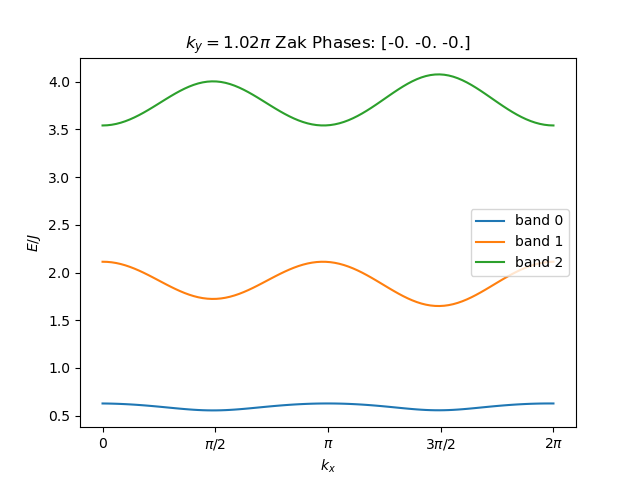 $k_y = 1.02\pi$ Zak Phases: [-0. -0. -0.]
4.0
3.5
3.0
2.5
2.0
1.5
1.0
0.5
E/J
band 0
band 1
band 2
0
π/2
π
3π/2
2π
$k_x$